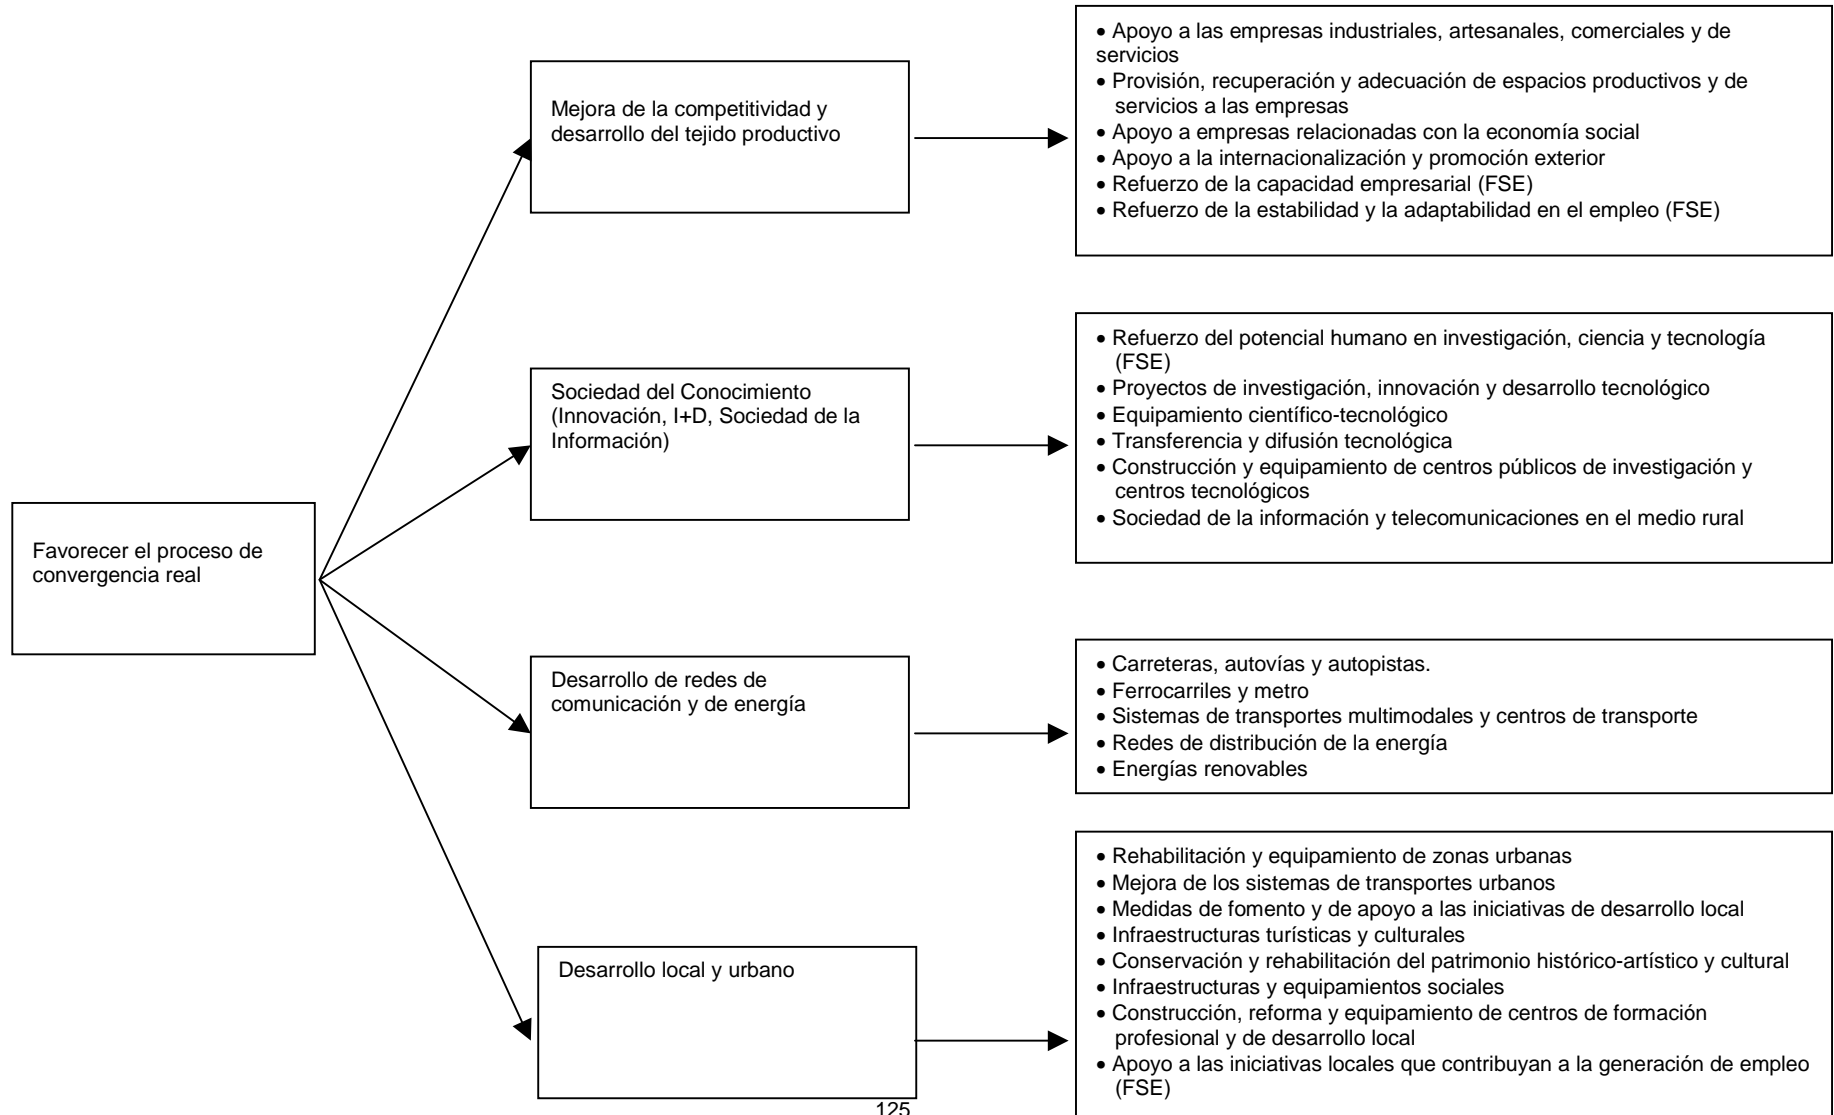 Favorecer el proceso de
convergencia real
Mejora de la competitividad y
desarrollo del tejido productivo
• Apoyo a las empresas industriales, artesanales, comerciales y de
servicios
• Provisión, recuperación y adecuación de espacios productivos y de
servicios a las empresas
• Apoyo a empresas relacionadas con la economía social
• Apoyo a la internacionalización y promoción exterior
• Refuerzo de la capacidad empresarial (FSE)
• Refuerzo de la estabilidad y la adaptabilidad en el empleo (FSE)
Sociedad del Conocimiento
(Innovación, I+D, Sociedad de la
Información)
• Refuerzo del potencial humano en investigación, ciencia y tecnología
(FSE)
• Proyectos de investigación, innovación y desarrollo tecnológico
• Equipamiento científico-tecnológico
• Transferencia y difusión tecnológica
• Construcción y equipamiento de centros públicos de investigación y
centros tecnológicos
• Sociedad de la información y telecomunicaciones en el medio rural
Desarrollo de redes de
comunicación y de energía
• Carreteras, autovías y autopistas.
• Ferrocarriles y metro
• Sistemas de transportes multimodales y centros de transporte
• Redes de distribución de la energía
• Energías renovables
Desarrollo local y urbano
• Rehabilitación y equipamiento de zonas urbanas
• Mejora de los sistemas de transportes urbanos
• Medidas de fomento y de apoyo a las iniciativas de desarrollo local
• Infraestructuras turísticas y culturales
• Conservación y rehabilitación del patrimonio histórico-artístico y cultural
• Infraestructuras y equipamientos sociales
• Construcción, reforma y equipamiento de centros de formación
profesional y de desarrollo local
• Apoyo a las iniciativas locales que contribuyan a la generación de empleo
(FSE)
125